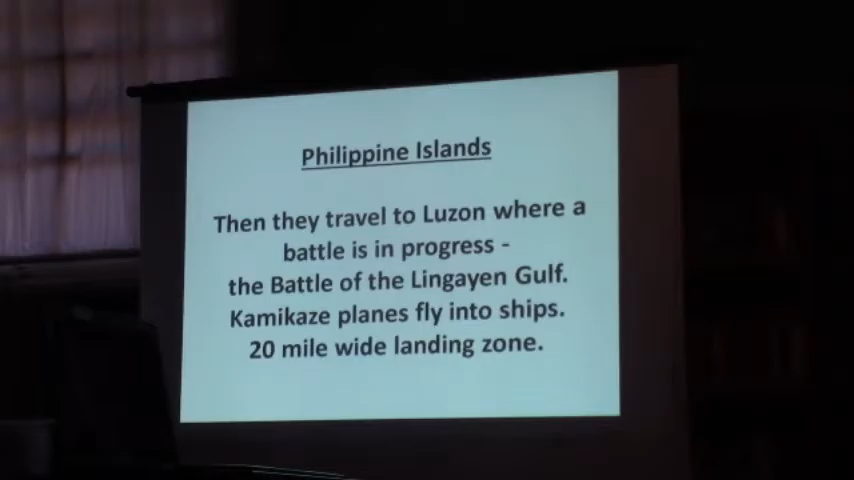 Philippine Islands
Then they travel to Luzon where a
battle is in progress -
the Battle of the Lingayen Gulf.
Kamikaze planes fly into ships.
20 mile wide landing zone.